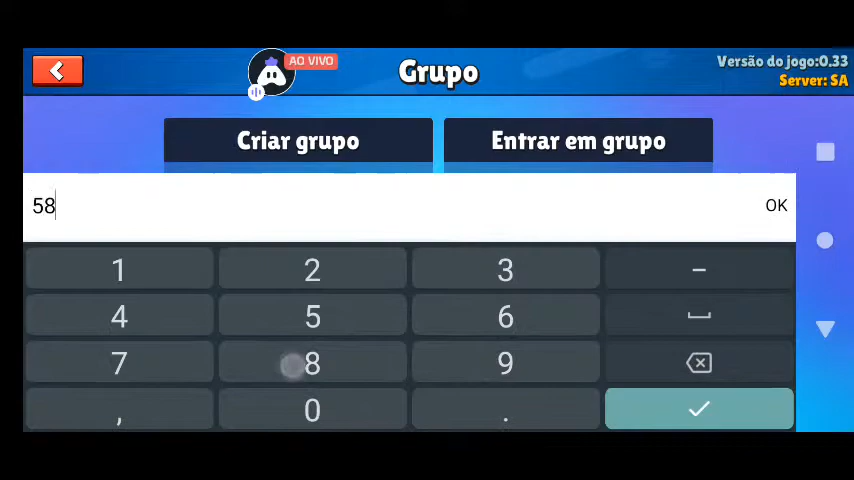 AO VIVO
Grupo
Versão do jogo:0.33
Server: SA
Criar grupo
Entrar em grupo
58
OK
1 2 3 -
4 5 6
7 8 9
, 0 .